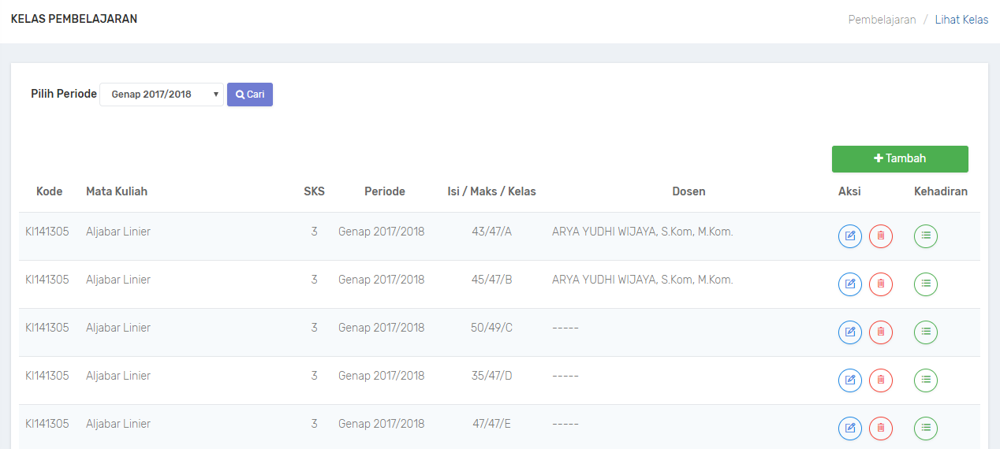 KELAS PEMBELAJARAN
Pembelajaran / Lihat Kelas
Pilih Periode Genap 2017/2018 Cari
Tambah
Kode Mata Kuliah SKS Periode Isi / Maks / Kelas Dosen Aksi Kehadiran
KI141305 Aljabar Linier 3 Genap 2017/2018 43/47/A ARYA YUDHI WIJAYA, S.Kom, M.Kom.
KI141305 Aljabar Linier 3 Genap 2017/2018 45/47/B ARYA YUDHI WIJAYA, S.Kom, M.Kom.
KI141305 Aljabar Linier 3 Genap 2017/2018 50/49/C -----
KI141305 Aljabar Linier 3 Genap 2017/2018 35/47/D -----
KI141305 Aljabar Linier 3 Genap 2017/2018 47/47/E -----